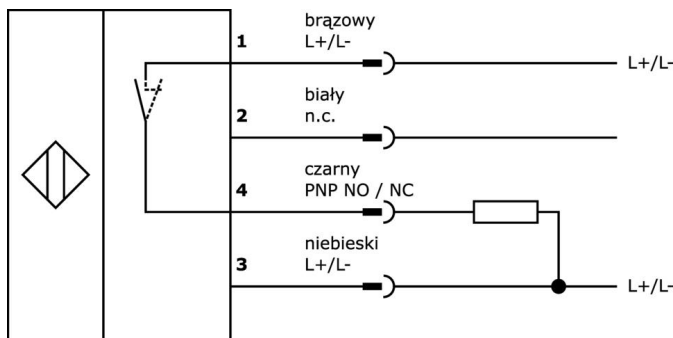 brązowy
1 L+/L- L+/L-
biały
2 n.c.
czarny
4 PNP NO / NC
niebieski
3 L+/L- L+/L-